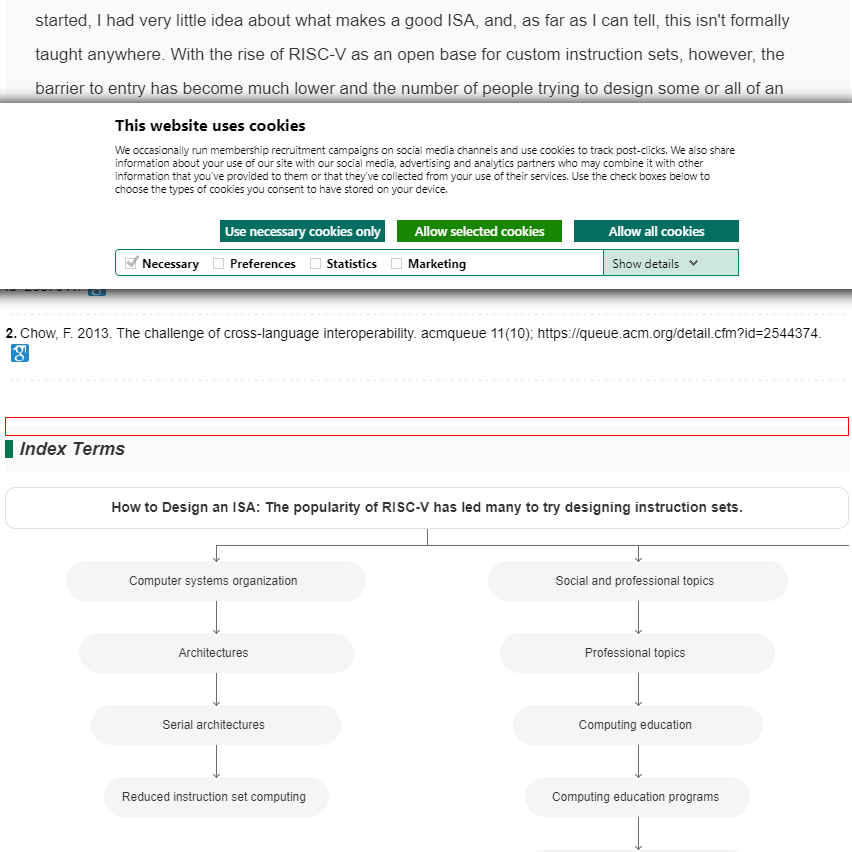 started, I had very little idea about what makes a good ISA, and, as far as I can tell, this isn't formally
taught anywhere. With the rise of RISC-V as an open base for custom instruction sets, however, the
barrier to entry has become much lower and the number of people trying to design some or all of an
This website uses cookies
We occasionally run membership recruitment campaigns on social media channels and use cookies to track post-clicks. We also share
information about your use of our site with our social media, advertising and analytics partners who may combine it with other
information that you've provided to them or that they've collected from your use of their services. Use the check boxes below to
choose the types of cookies you consent to have stored on your device.
Use necessary cookies only Allow selected cookies Allow all cookies
Necessary Preferences Statistics Marketing Show details
2. Chow, F. 2013. The challenge of cross-language interoperability. acmqueue 11(10); https://queue.acm.org/detail.cfm?id=2544374.
Index Terms
How to Design an ISA: The popularity of RISC-V has led many to try designing instruction sets.
Computer systems organization Social and professional topics
Architectures Professional topics
Serial architectures Computing education
Reduced instruction set computing Computing education programs